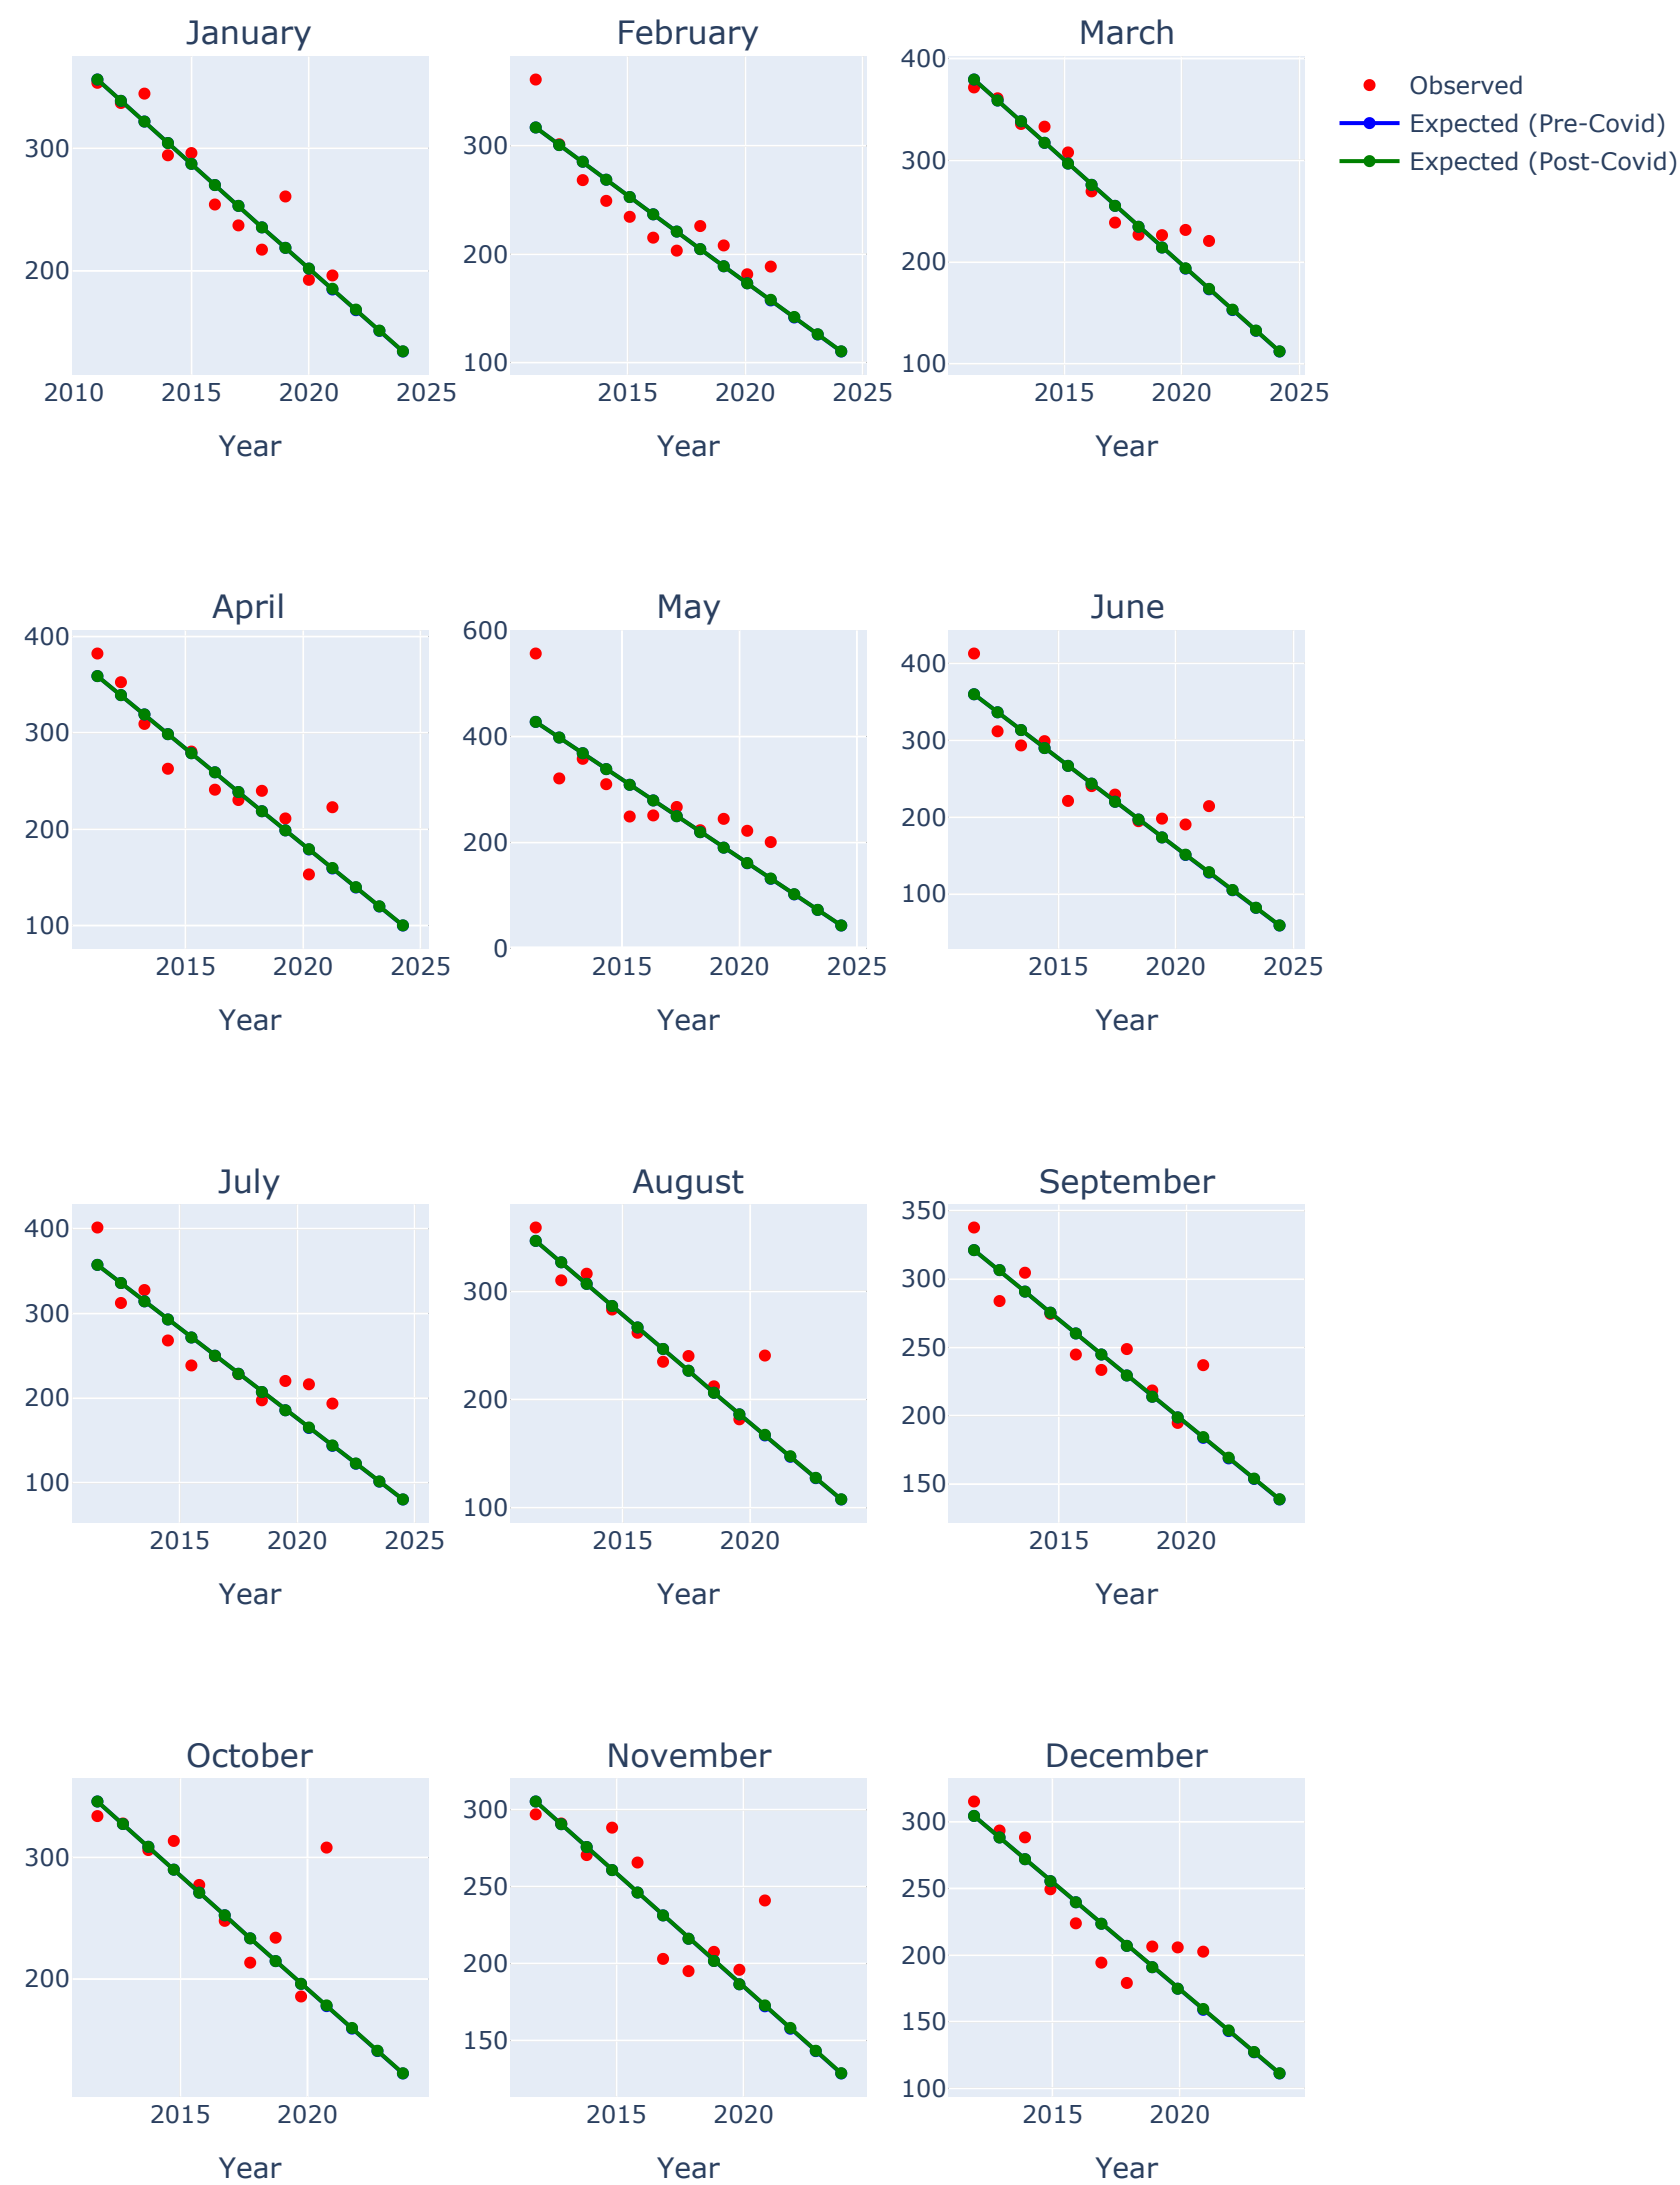 January
February
March
300
200
2010 2015 2020 2025
Year
300
200
100
2015 2020 2025
Year
400
300
200
100
2015 2020 2025
Year
Observed
Expected (Pre-Covid)
Expected (Post-Covid)
April
May
June
400
300
200
100
2015 2020 2025
Year
600
400
200
0
2015 2020 2025
Year
400
300
200
100
2015 2020 2025
Year
July
August
September
400
300
200
100
2015 2020 2025
Year
300
200
100
2015 2020
Year
350
300
250
200
150
2015 2020
Year
October
November
December
300
200
2015 2020
Year
300
250
200
150
2015 2020
Year
300
250
200
150
100
2015 2020
Year